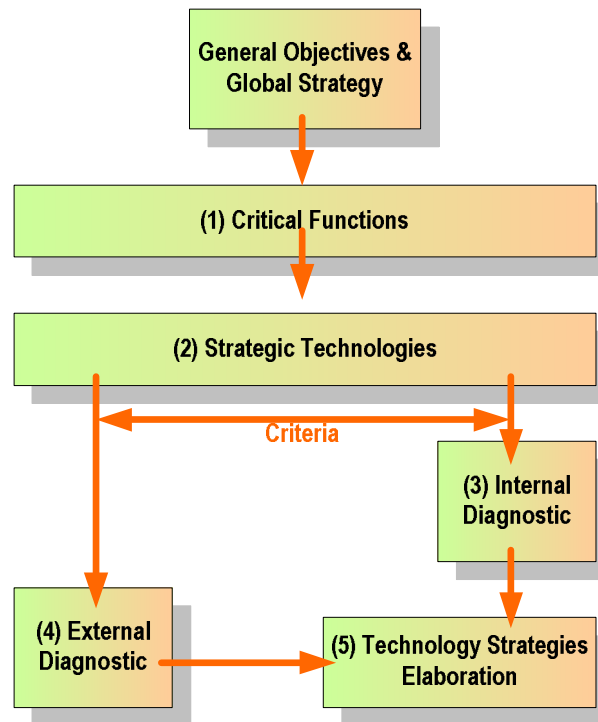 General Objectives &
Global Strategy
(1) Critical Functions
(2) Strategic Technologies
Criteria
(3) Internal
Diagnostic
(4) External
Diagnostic
(5) Technology Strategies
Elaboration